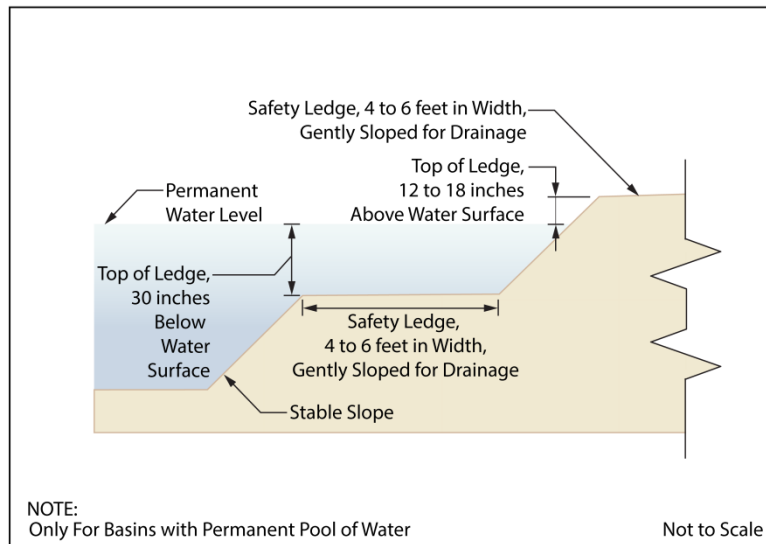 Safety Ledge, 4 to 6 feet in Width,
Gently Sloped for Drainage
Top of Ledge,
12 to 18 inches
Above Water Surface
Permanent
Water Level
Top of Ledge,
30 inches
Below
Water
Surface
Safety Ledge,
4 to 6 feet in Width,
Gently Sloped for Drainage
Stable Slope
NOTE:
Only For Basins with Permanent Pool of Water
Not to Scale